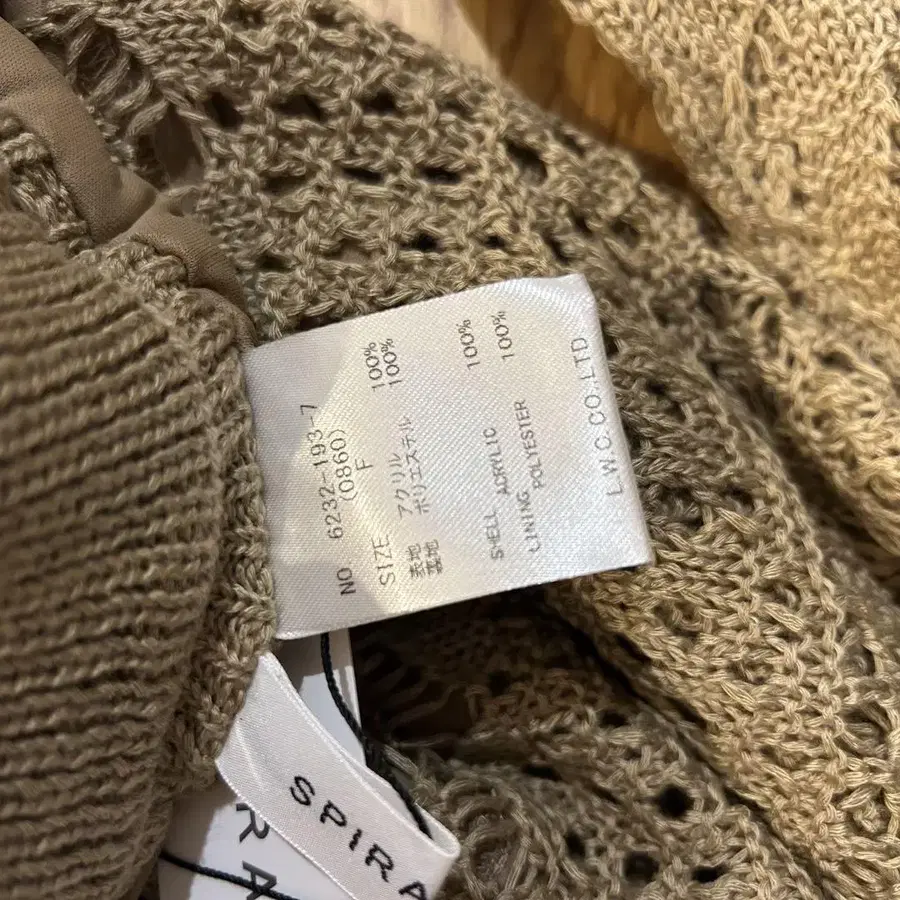 NO 6232-193-7
(0860)
SIZE F
表地 アクリル 100%
裏地 ポリエステル 100%
SHELL ACRYLIC 100%
LINING POLYESTER 100%
L.W.C.CO.,LTD
SPIRA
RA